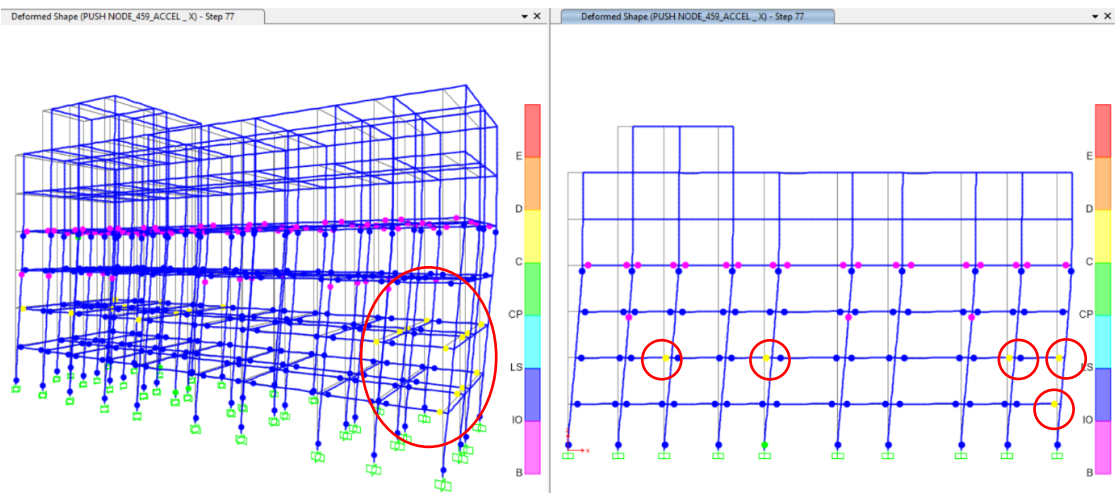 Deformed Shape (PUSH NODE_459_ACCEL _ X) - Step 77
E
D
C
CP
LS
IO
B
Deformed Shape (PUSH NODE_459_ACCEL _ X) - Step 77
E
D
C
CP
LS
IO
B
X